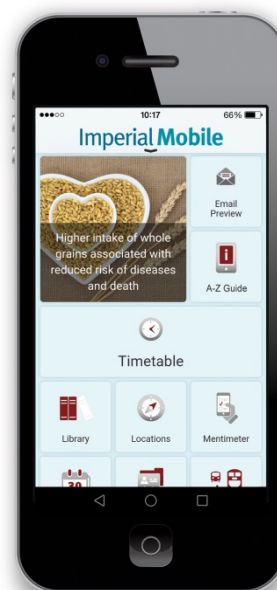 10:17
66%
Imperial Mobile
Higher intake of whole
grains associated with
reduced risk of diseases
and death
Email
Preview
i
A-Z Guide
Timetable
Library
Locations
Mentimeter
30